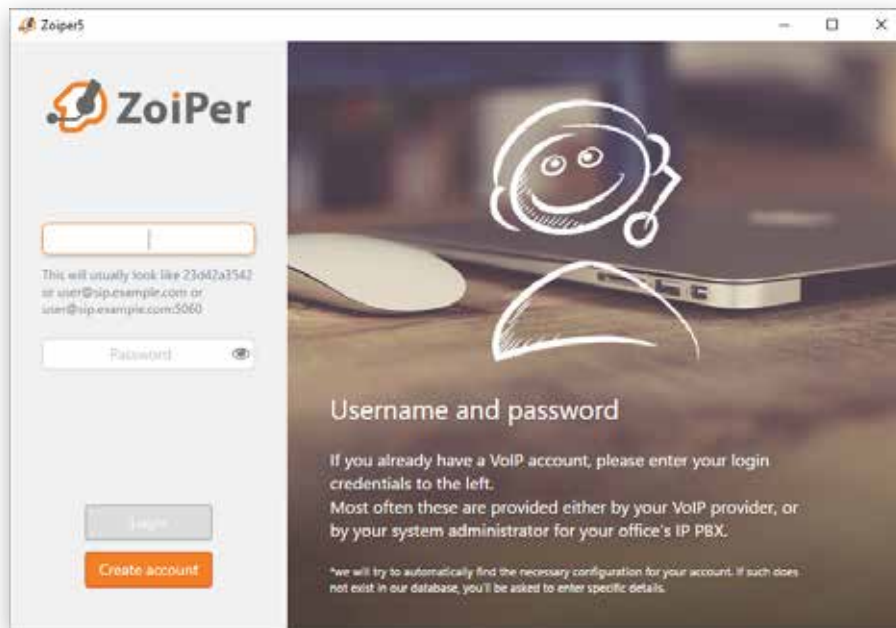 Zoiper5
ZoiPer
This will usually look like 23d42a3542
or user@sip.example.com or
user@sip.example.com:5060
Password
Login
Create account
Username and password
If you already have a VoIP account, please enter your login
credentials to the left.
Most often these are provided either by your VoIP provider, or
by your system administrator for your office's IP PBX.
*we will try to automatically find the necessary configuration for your account. If such does
not exist in our database, you'll be asked to enter specific details.